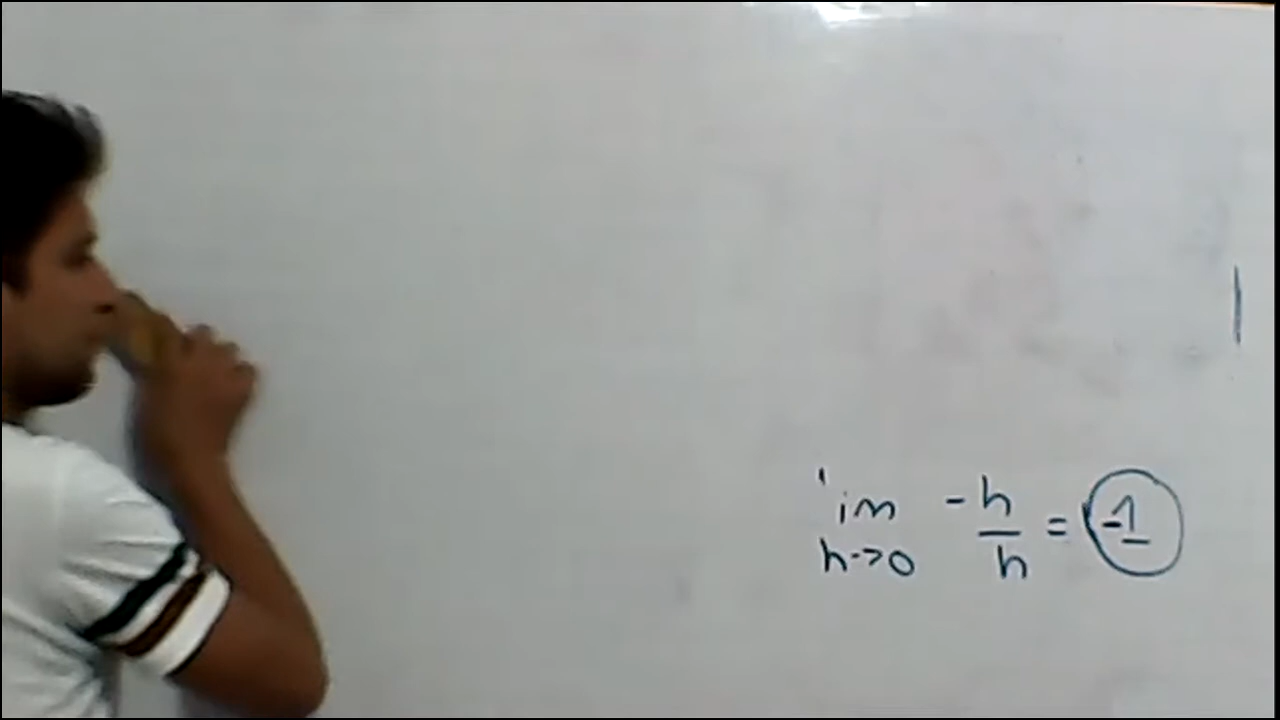 im -h/h = -1
h→0